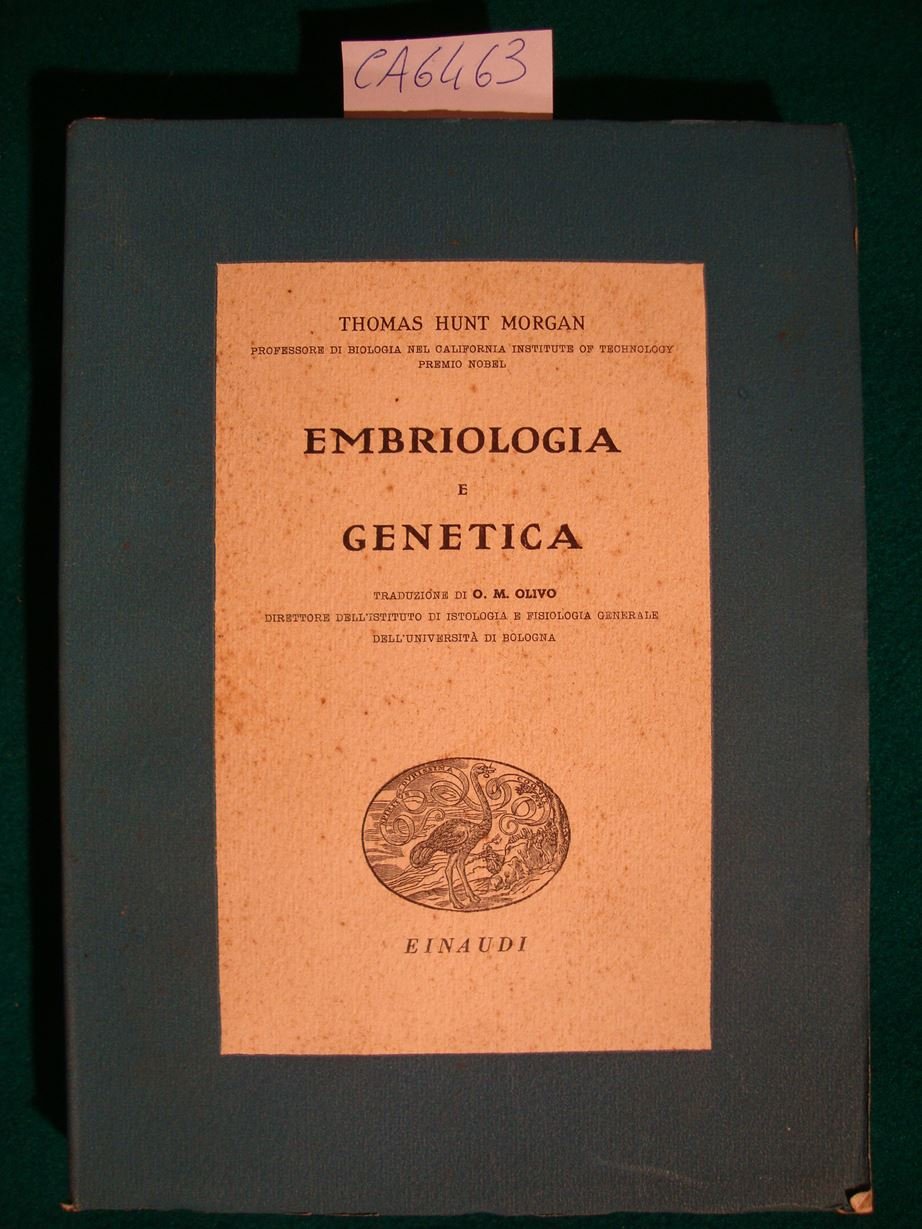 CA6463
THOMAS HUNT MORGAN
PROFESSORE DI BIOLOGIA NEL CALIFORNIA INSTITUTE OF TECHNOLOGY
PREMIO NOBEL
EMBRIOLOGIA
E
GENETICA
TRADUZIONE DI O. M. OLIVO
DIRETTORE DELL'ISTITUTO DI ISTOLOGIA E FISIOLOGIA GENERALE
DELL'UNIVERSITÀ DI BOLOGNA
EINAUDI